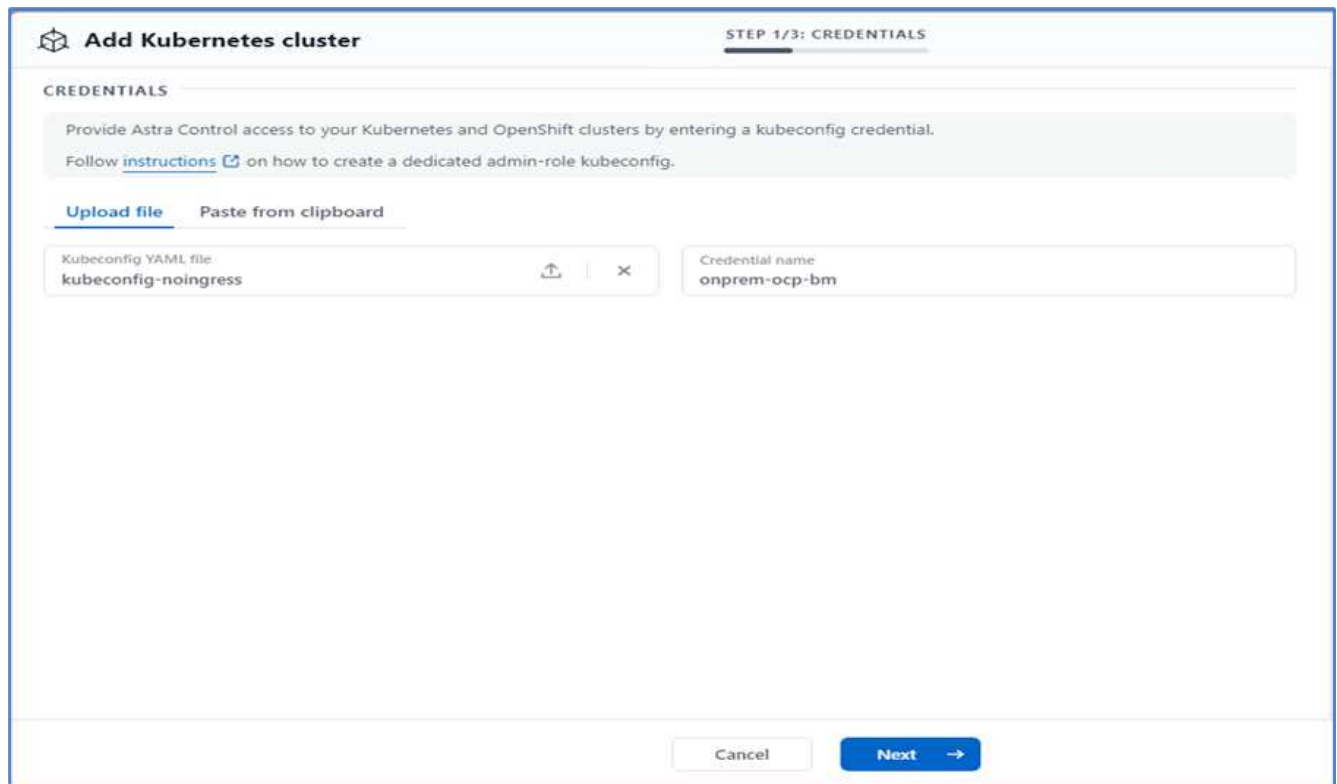 Add Kubernetes cluster
STEP 1/3: CREDENTIALS
CREDENTIALS
Provide Astra Control access to your Kubernetes and OpenShift clusters by entering a kubeconfig credential.
Follow instructions on how to create a dedicated admin-role kubeconfig.
Upload file
Paste from clipboard
Kubeconfig YAML file
kubeconfig-noingress
Credential name
onprem-ocp-bm
Cancel
Next